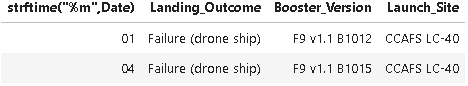 strftime("%m",Date) Landing_Outcome Booster_Version Launch_Site
01 Failure (drone ship) F9 v1.1 B1012 CCAFS LC-40
04 Failure (drone ship) F9 v1.1 B1015 CCAFS LC-40